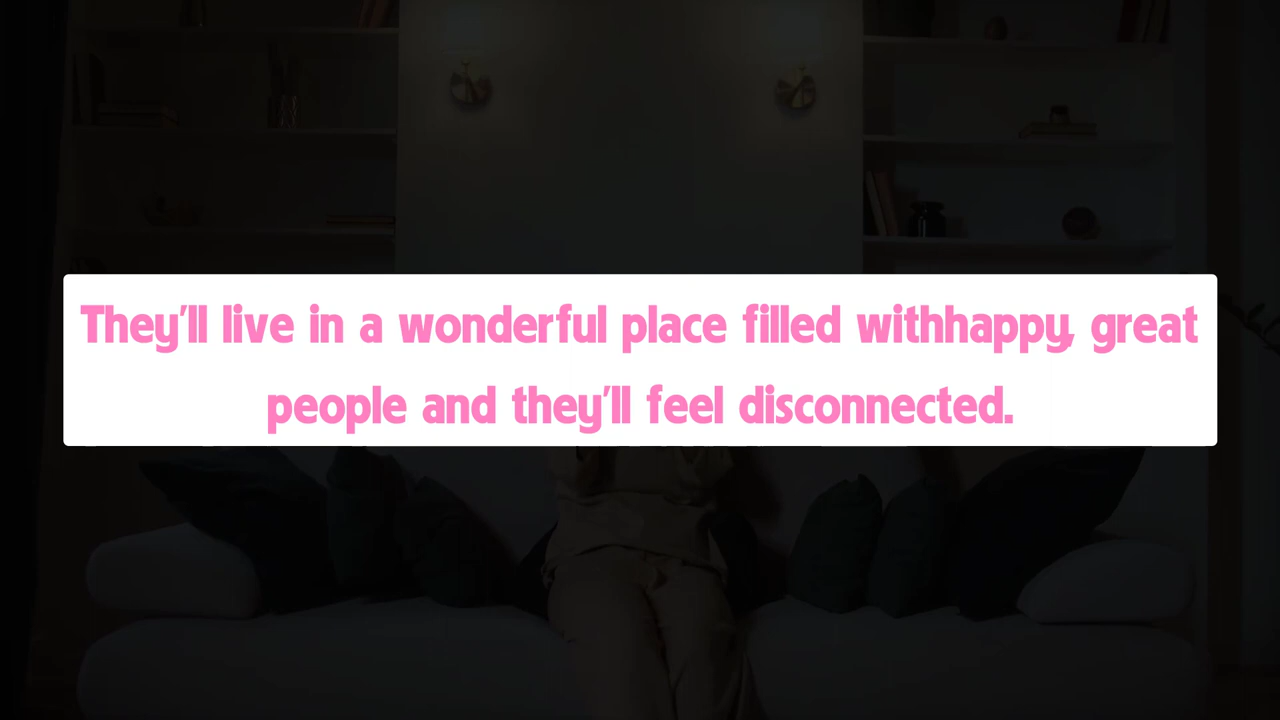 They'll live in a wonderful place filled withhappy, great
people and they'll feel disconnected.